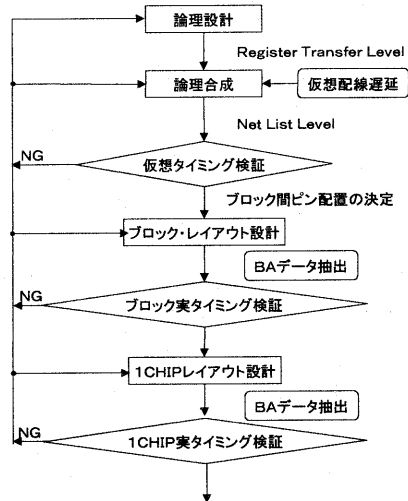 論理設計
Register Transfer Level
論理合成
仮想配線遅延
Net List Level
NG
仮想タイミング検証
ブロック間ピン配置の決定
ブロック・レイアウト設計
BAデータ抽出
NG
ブロック実タイミング検証
1CHIPレイアウト設計
BAデータ抽出
NG
1CHIP実タイミング検証